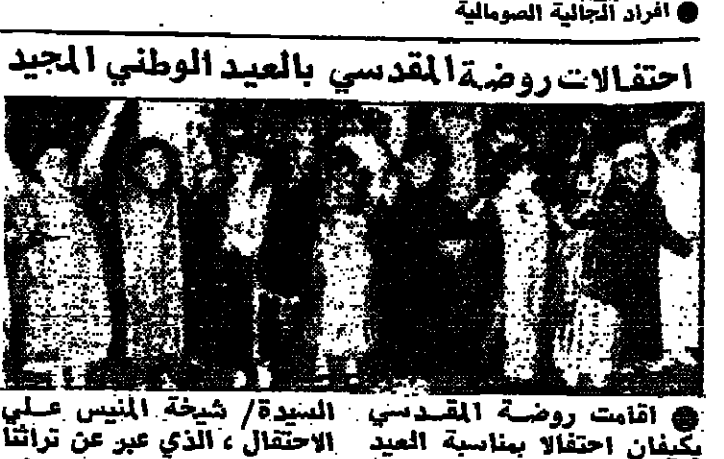 افراد الجالية الصومالية
احتفالات روضة المقدسي بالعيد الوطني المجيد
اقامت روضة المقدسي
بكيفان احتفالا بمناسبة العيد
السيدة/ شيخة المنيس علي
الاحتفال ، الذي عبر عن تراثنا